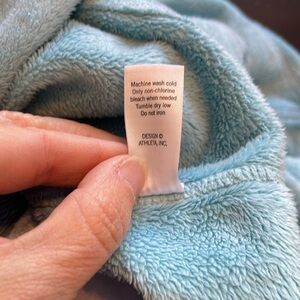 Machine wash cold
Only non-chlorine
bleach when needed
Tumble dry low
Do not iron
DESIGN ©
ATHLETA, INC.